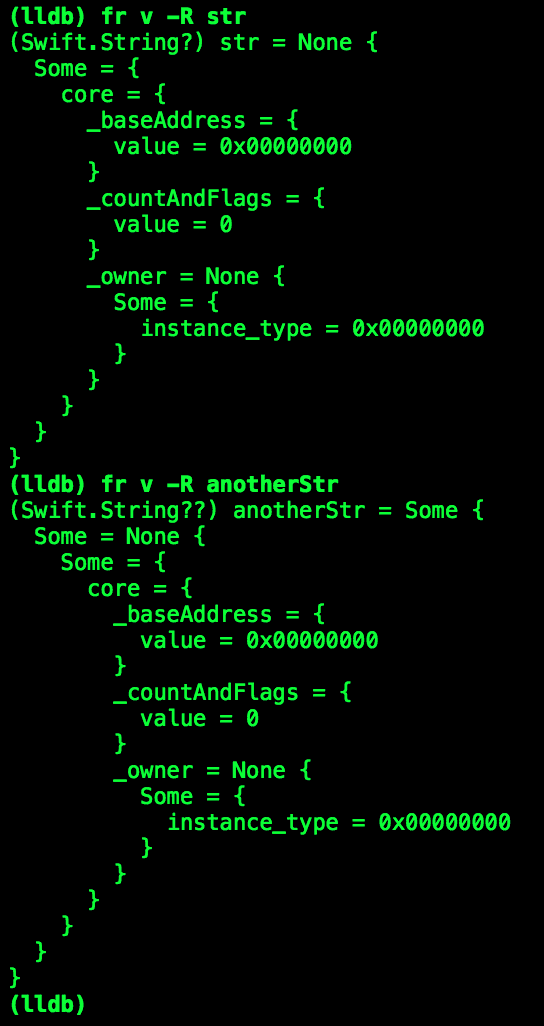 (lldb) fr v -R str
(Swift.String?) str = None {
  Some = {
    core = {
      _baseAddress = {
        value = 0x00000000
      }
      _countAndFlags = {
        value = 0
      }
      _owner = None {
        Some = {
          instance_type = 0x00000000
        }
      }
    }
  }
}
(lldb) fr v -R anotherStr
(Swift.String??) anotherStr = Some {
  Some = None {
    Some = {
      core = {
        _baseAddress = {
          value = 0x00000000
        }
        _countAndFlags = {
          value = 0
        }
        _owner = None {
          Some = {
            instance_type = 0x00000000
          }
        }
      }
    }
  }
}
(lldb)